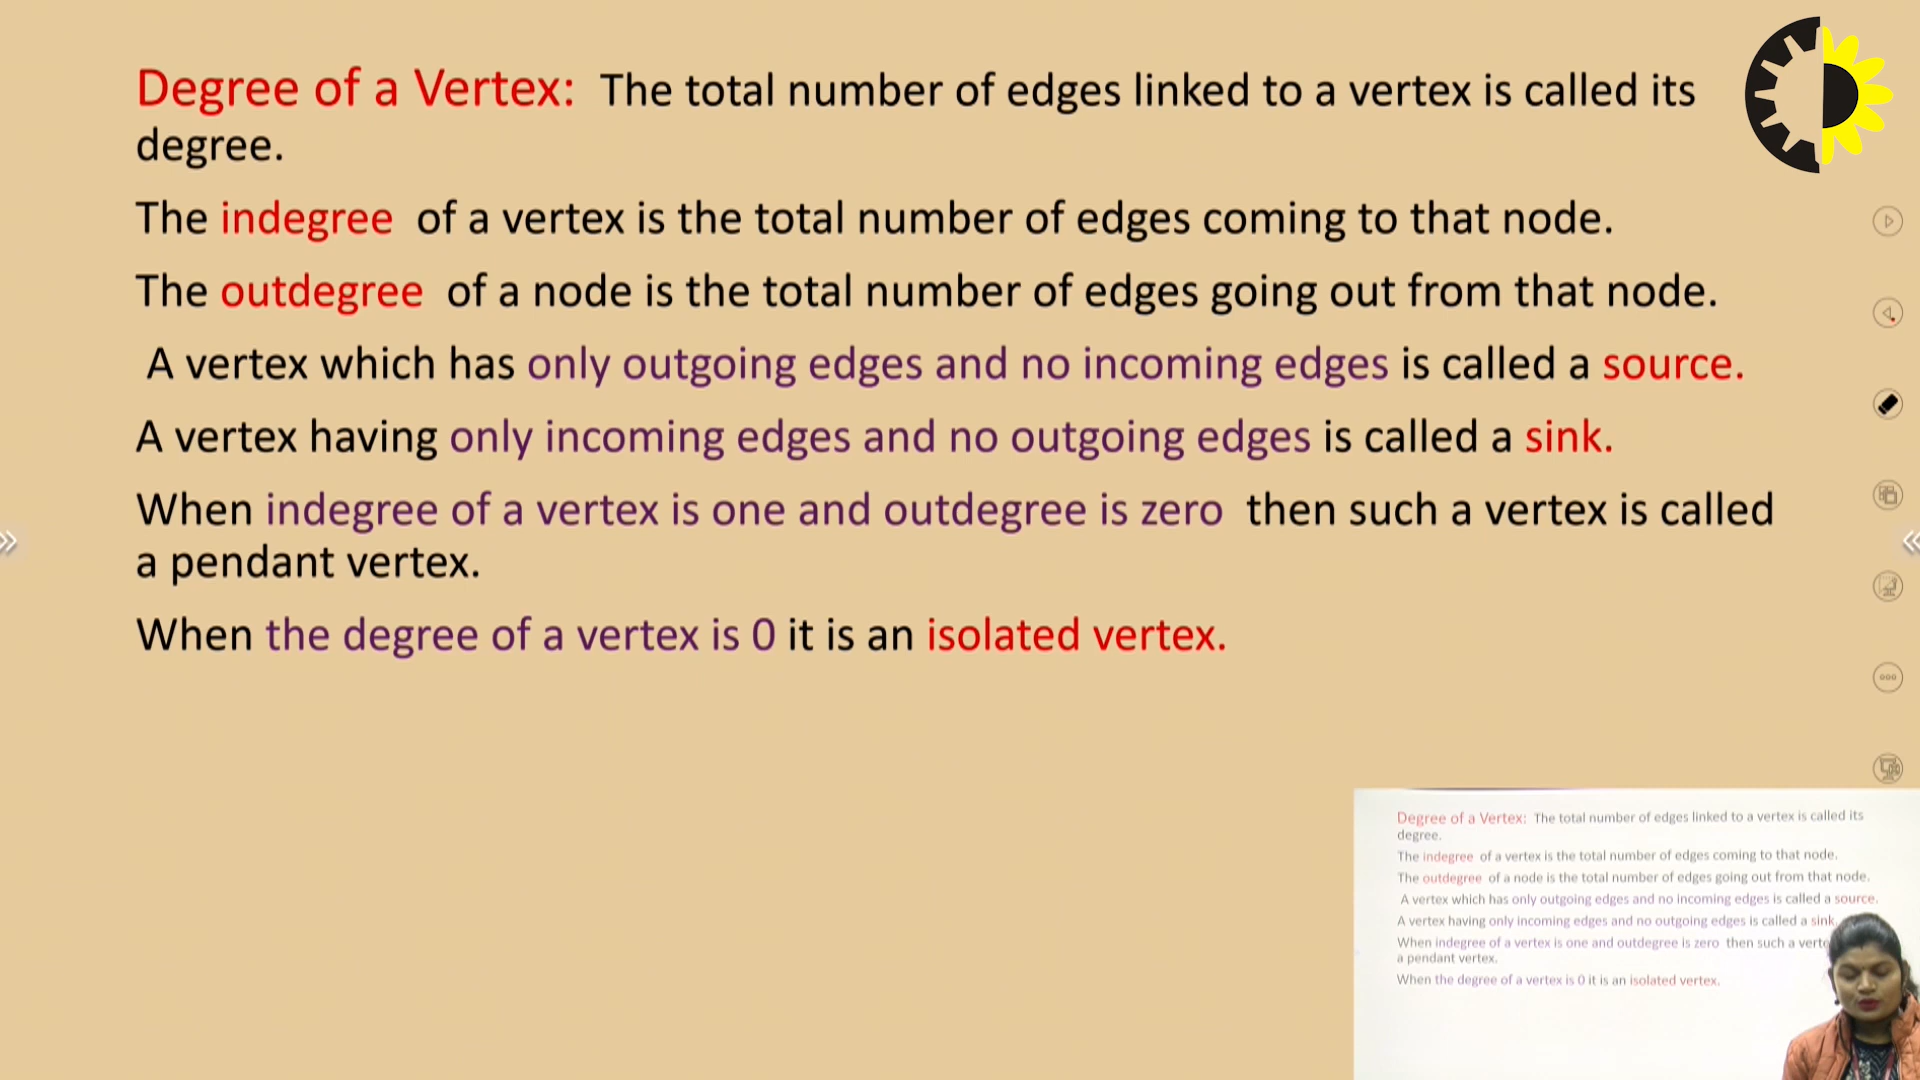 Degree of a Vertex: The total number of edges linked to a vertex is called its
degree.
The indegree of a vertex is the total number of edges coming to that node.
The outdegree of a node is the total number of edges going out from that node.
A vertex which has only outgoing edges and no incoming edges is called a source.
A vertex having only incoming edges and no outgoing edges is called a sink.
When indegree of a vertex is one and outdegree is zero then such a vertex is called
a pendant vertex.
When the degree of a vertex is 0 it is an isolated vertex.
Degree of a Vertex: The total number of edges linked to a vertex is called its
degree.
The indegree of a vertex is the total number of edges coming to that node.
The outdegree of a node is the total number of edges going out from that node.
A vertex which has only outgoing edges and no incoming edges is called a source.
A vertex having only incoming edges and no outgoing edges is called a sink.
When indegree of a vertex is one and outdegree is zero then such a
a pendant vertex.
When the degree of a vertex is 0 it is an isolated vertex.